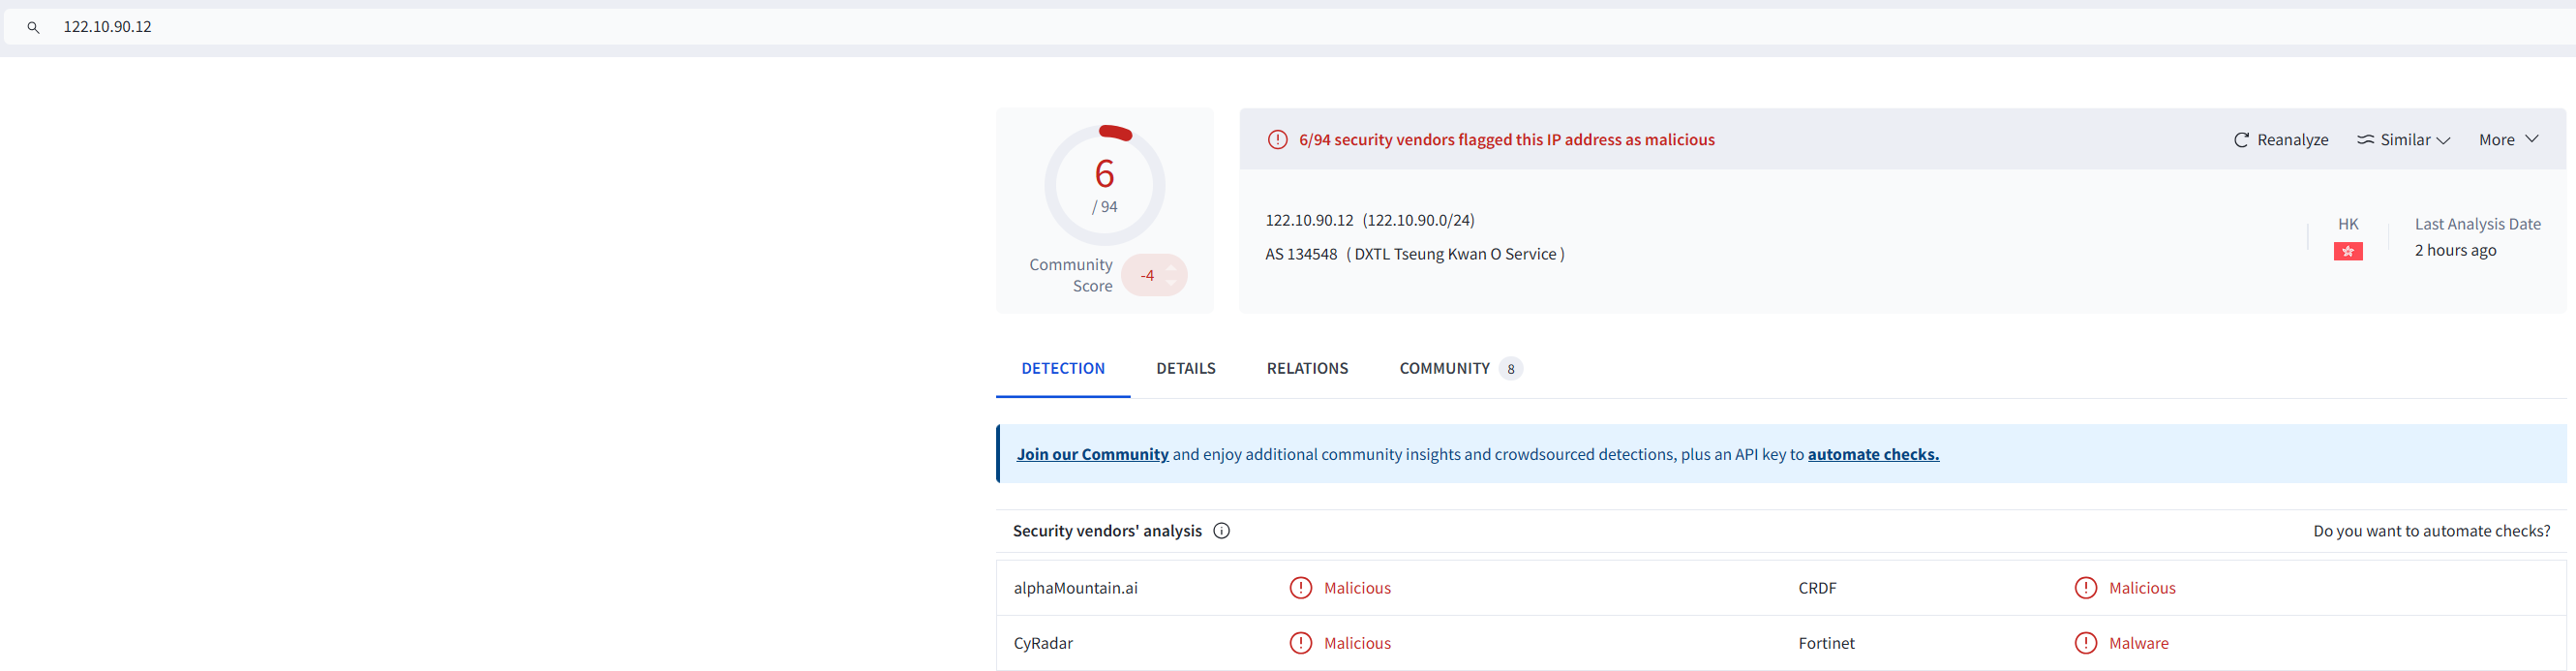 122.10.90.12
6
/ 94
Community
Score
-4
6/94 security vendors flagged this IP address as malicious
Reanalyze
Similar
More
122.10.90.12 (122.10.90.0/24)
AS 134548 ( DXTL Tseung Kwan O Service )
HK
Last Analysis Date
2 hours ago
DETECTION
DETAILS
RELATIONS
COMMUNITY 8
Join our Community and enjoy additional community insights and crowdsourced detections, plus an API key to automate checks.
Security vendors' analysis
Do you want to automate checks?
alphaMountain.ai Malicious CRDF Malicious
CyRadar Malicious Fortinet Malware